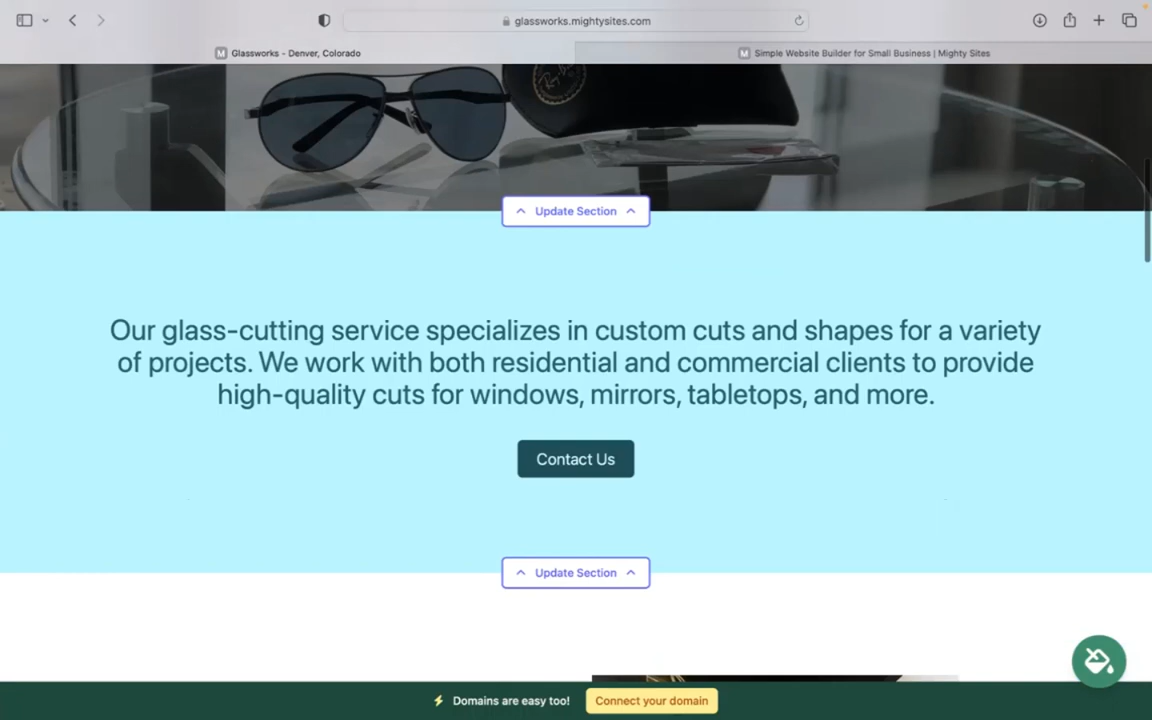 glassworks.mightysites.com
Glassworks - Denver, Colorado
Simple Website Builder for Small Business | Mighty Sites
Ray-Ban
Update Section
Our glass-cutting service specializes in custom cuts and shapes for a variety
of projects. We work with both residential and commercial clients to provide
high-quality cuts for windows, mirrors, tabletops, and more.
Contact Us
Update Section
Domains are easy too!
Connect your domain